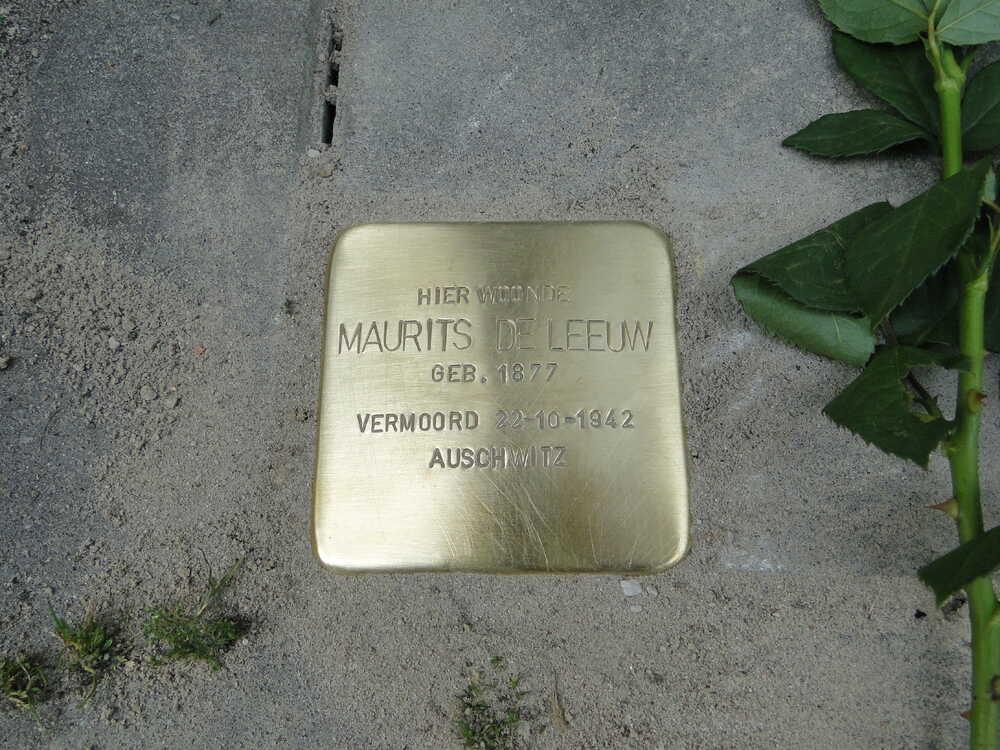 HIER WOONDE
MAURITS DE LEEUW
GEB. 1877
VERMOORD 22-10-1942
AUSCHWITZ